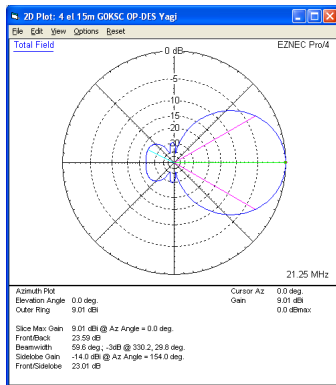 2D Plot: 4 el 15m G0KSC OP-DES Yagi
File Edit View Options Reset
Total Field
EZNEC Pro/4
0 dB
-5
-10
-15
-20
-30
21.25 MHz
Azimuth Plot
Elevation Angle 0.0 deg.
Outer Ring 9.01 dBi
Cursor Az 0.0 deg.
Gain 9.01 dBi
0.0 dBmax
Slice Max Gain 9.01 dBi @ Az Angle = 0.0 deg.
Front/Back 23.59 dB
Beamwidth 59.6 deg.; -3dB @ 330.2, 29.8 deg.
Sidelobe Gain -14.0 dBi @ Az Angle = 154.0 deg.
Front/Sidelobe 23.01 dB